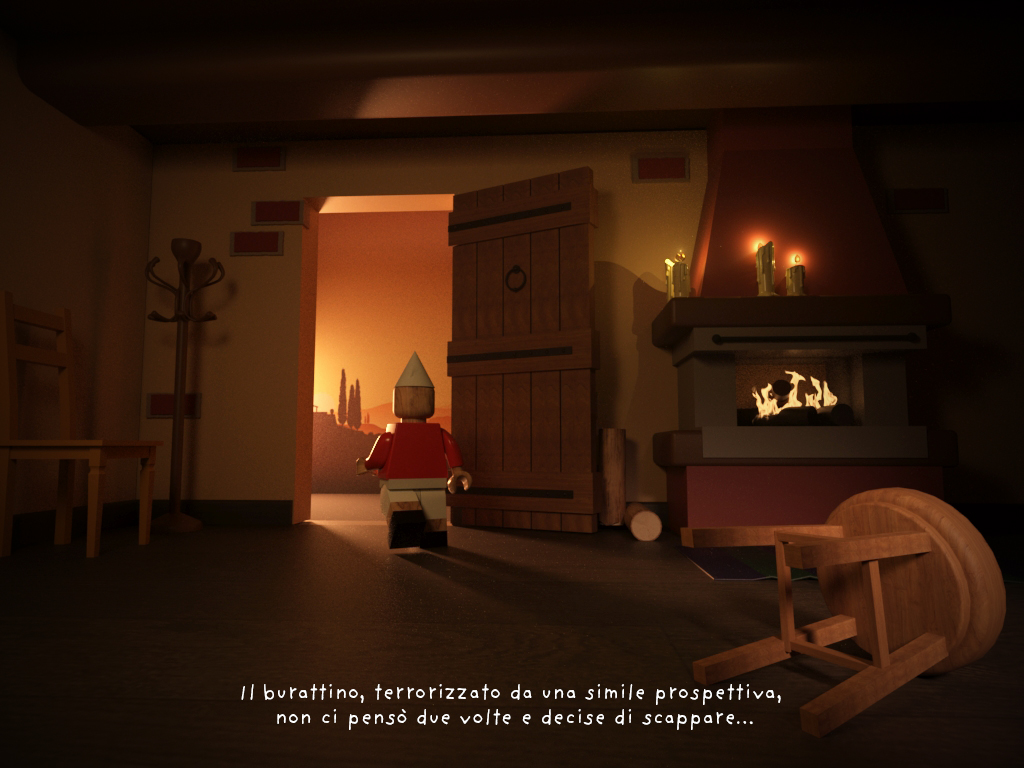 Il burattino, terrorizzato da una simile prospettiva,
non ci pensò due volte e decise di scappare...